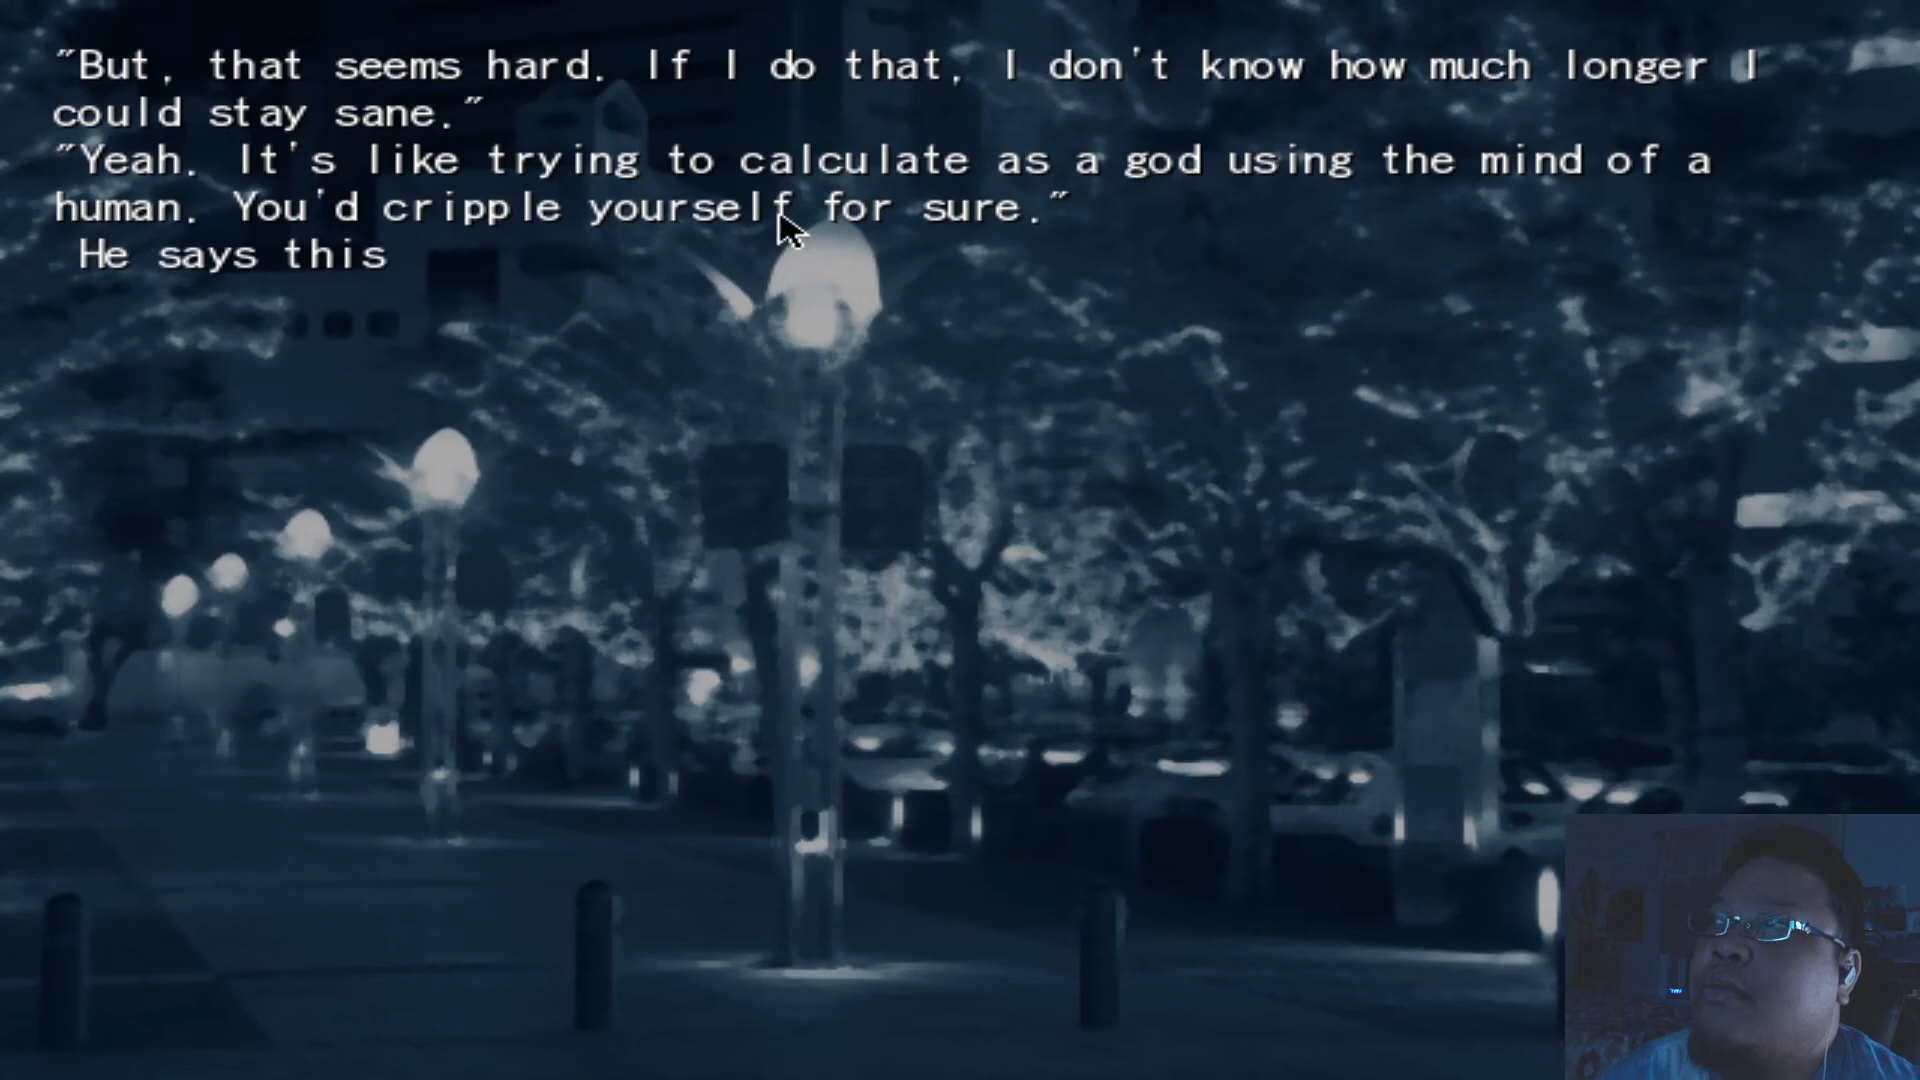 "But, that seems hard. If I do that, I don't know how much longer I
could stay sane."
"Yeah. It's like trying to calculate as a god using the mind of a
human. You'd cripple yourself for sure."
He says this